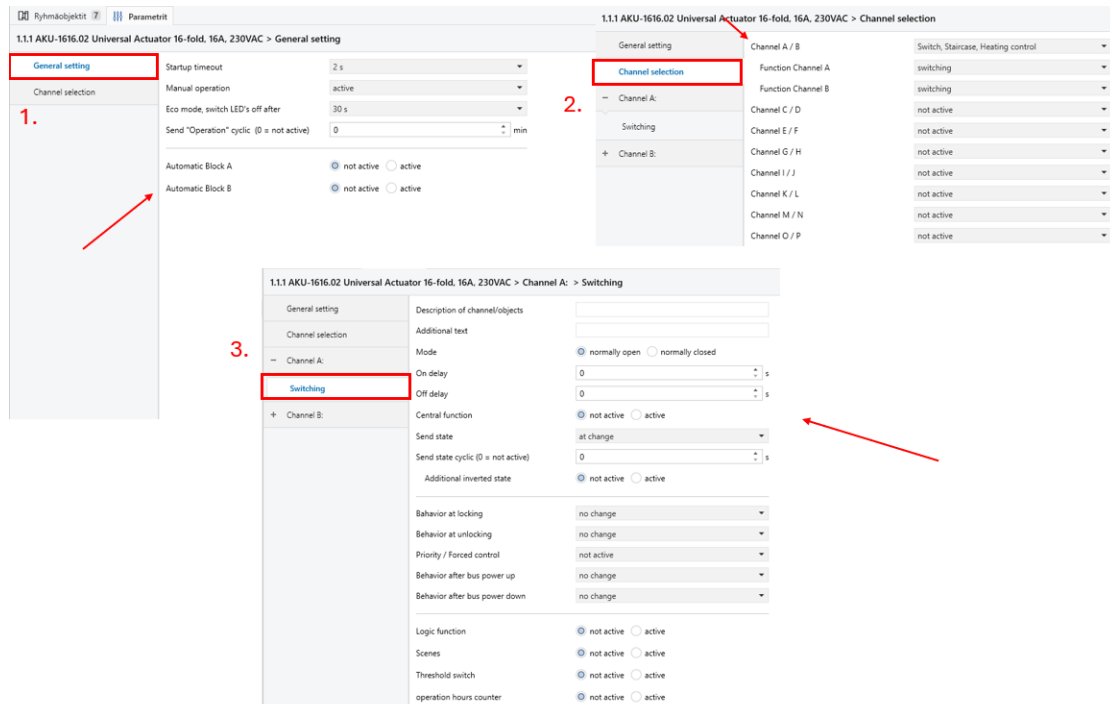 Ryhmäobjektit 7 Parametrit
1.1.1 AKU-1616.02 Universal Actuator 16-fold, 16A, 230VAC > General setting
General setting
Channel selection
1.
Startup timeout 2 s
Manual operation active
Eco mode, switch LED's off after 30 s
Send "Operation" cyclic (0 = not active) 0 min
Automatic Block A not active active
Automatic Block B not active active
1.1.1 AKU-1616.02 Universal Actuator 16-fold, 16A, 230VAC > Channel selection
2.
General setting
Channel selection
− Channel A:
Switching
+ Channel B:
Channel A / B Switch, Staircase, Heating control
Function Channel A switching
Function Channel B switching
Channel C / D not active
Channel E / F not active
Channel G / H not active
Channel I / J not active
Channel K / L not active
Channel M / N not active
Channel O / P not active
1.1.1 AKU-1616.02 Universal Actuator 16-fold, 16A, 230VAC > Channel A: > Switching
3.
General setting
Channel selection
− Channel A:
Switching
+ Channel B:
Description of channel/objects
Additional text
Mode normally open normally closed
On delay 0 s
Off delay 0 s
Central function not active active
Send state at change
Send state cyclic (0 = not active) 0 s
Additional inverted state not active active
Bahavior at locking no change
Behavior at unlocking no change
Priority / Forced control not active
Behavior after bus power up no change
Behavior after bus power down no change
Logic function not active active
Scenes not active active
Threshold switch not active active
operation hours counter not active active